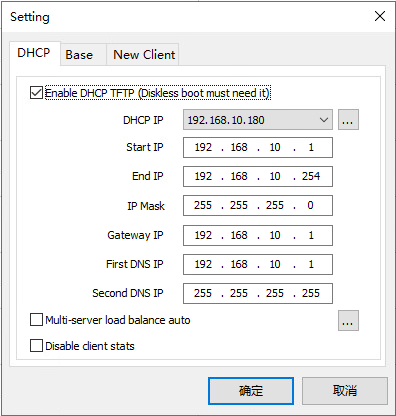 Setting
DHCP Base New Client
Enable DHCP TFTP (Diskless boot must need it)
DHCP IP 192.168.10.180 ...
Start IP 192 . 168 . 10 . 1
End IP 192 . 168 . 10 . 254
IP Mask 255 . 255 . 255 . 0
Gateway IP 192 . 168 . 10 . 1
First DNS IP 192 . 168 . 10 . 1
Second DNS IP 255 . 255 . 255 . 255
Multi-server load balance auto ...
Disable client stats
确定 取消